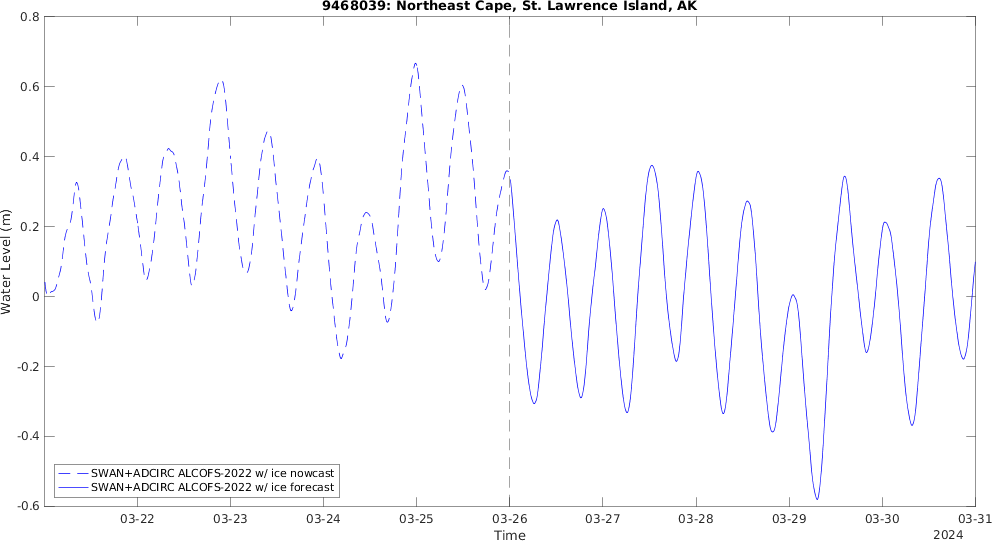 9468039: Northeast Cape, St. Lawrence Island, AK
0.8
0.6
0.4
0.2
0
-0.2
-0.4
-0.6
Water Level (m)
SWAN+ADCIRC ALCOFS-2022 w/ ice nowcast
SWAN+ADCIRC ALCOFS-2022 w/ ice forecast
03-22 03-23 03-24 03-25 03-26 03-27 03-28 03-29 03-30 03-31
Time
2024